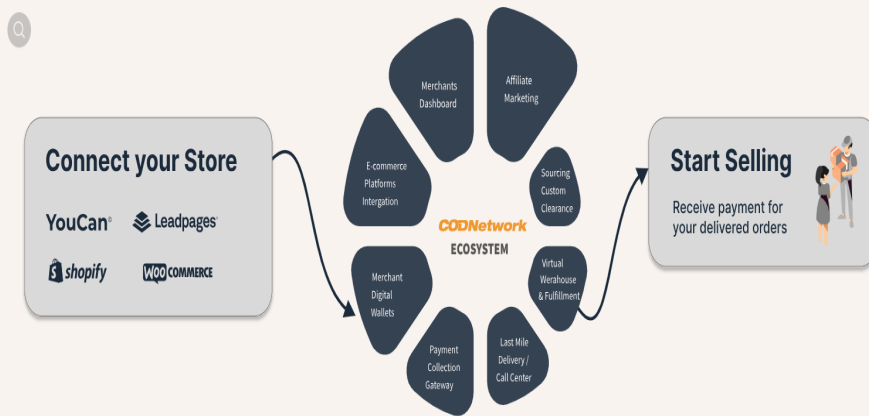 Connect your Store
YouCan®
Leadpages®
shopify
WOO COMMERCE
Merchants
Dashboard
Affiliate
Marketing
E-commerce
Platforms
Intergation
Sourcing
Custom
Clearance
CODNetwork
ECOSYSTEM
Merchant
Digital
Wallets
Virtual
Werahouse
& Fulfillment
Payment
Collection
Gateway
Last Mile
Delivery /
Call Center
Start Selling
Receive payment for
your delivered orders